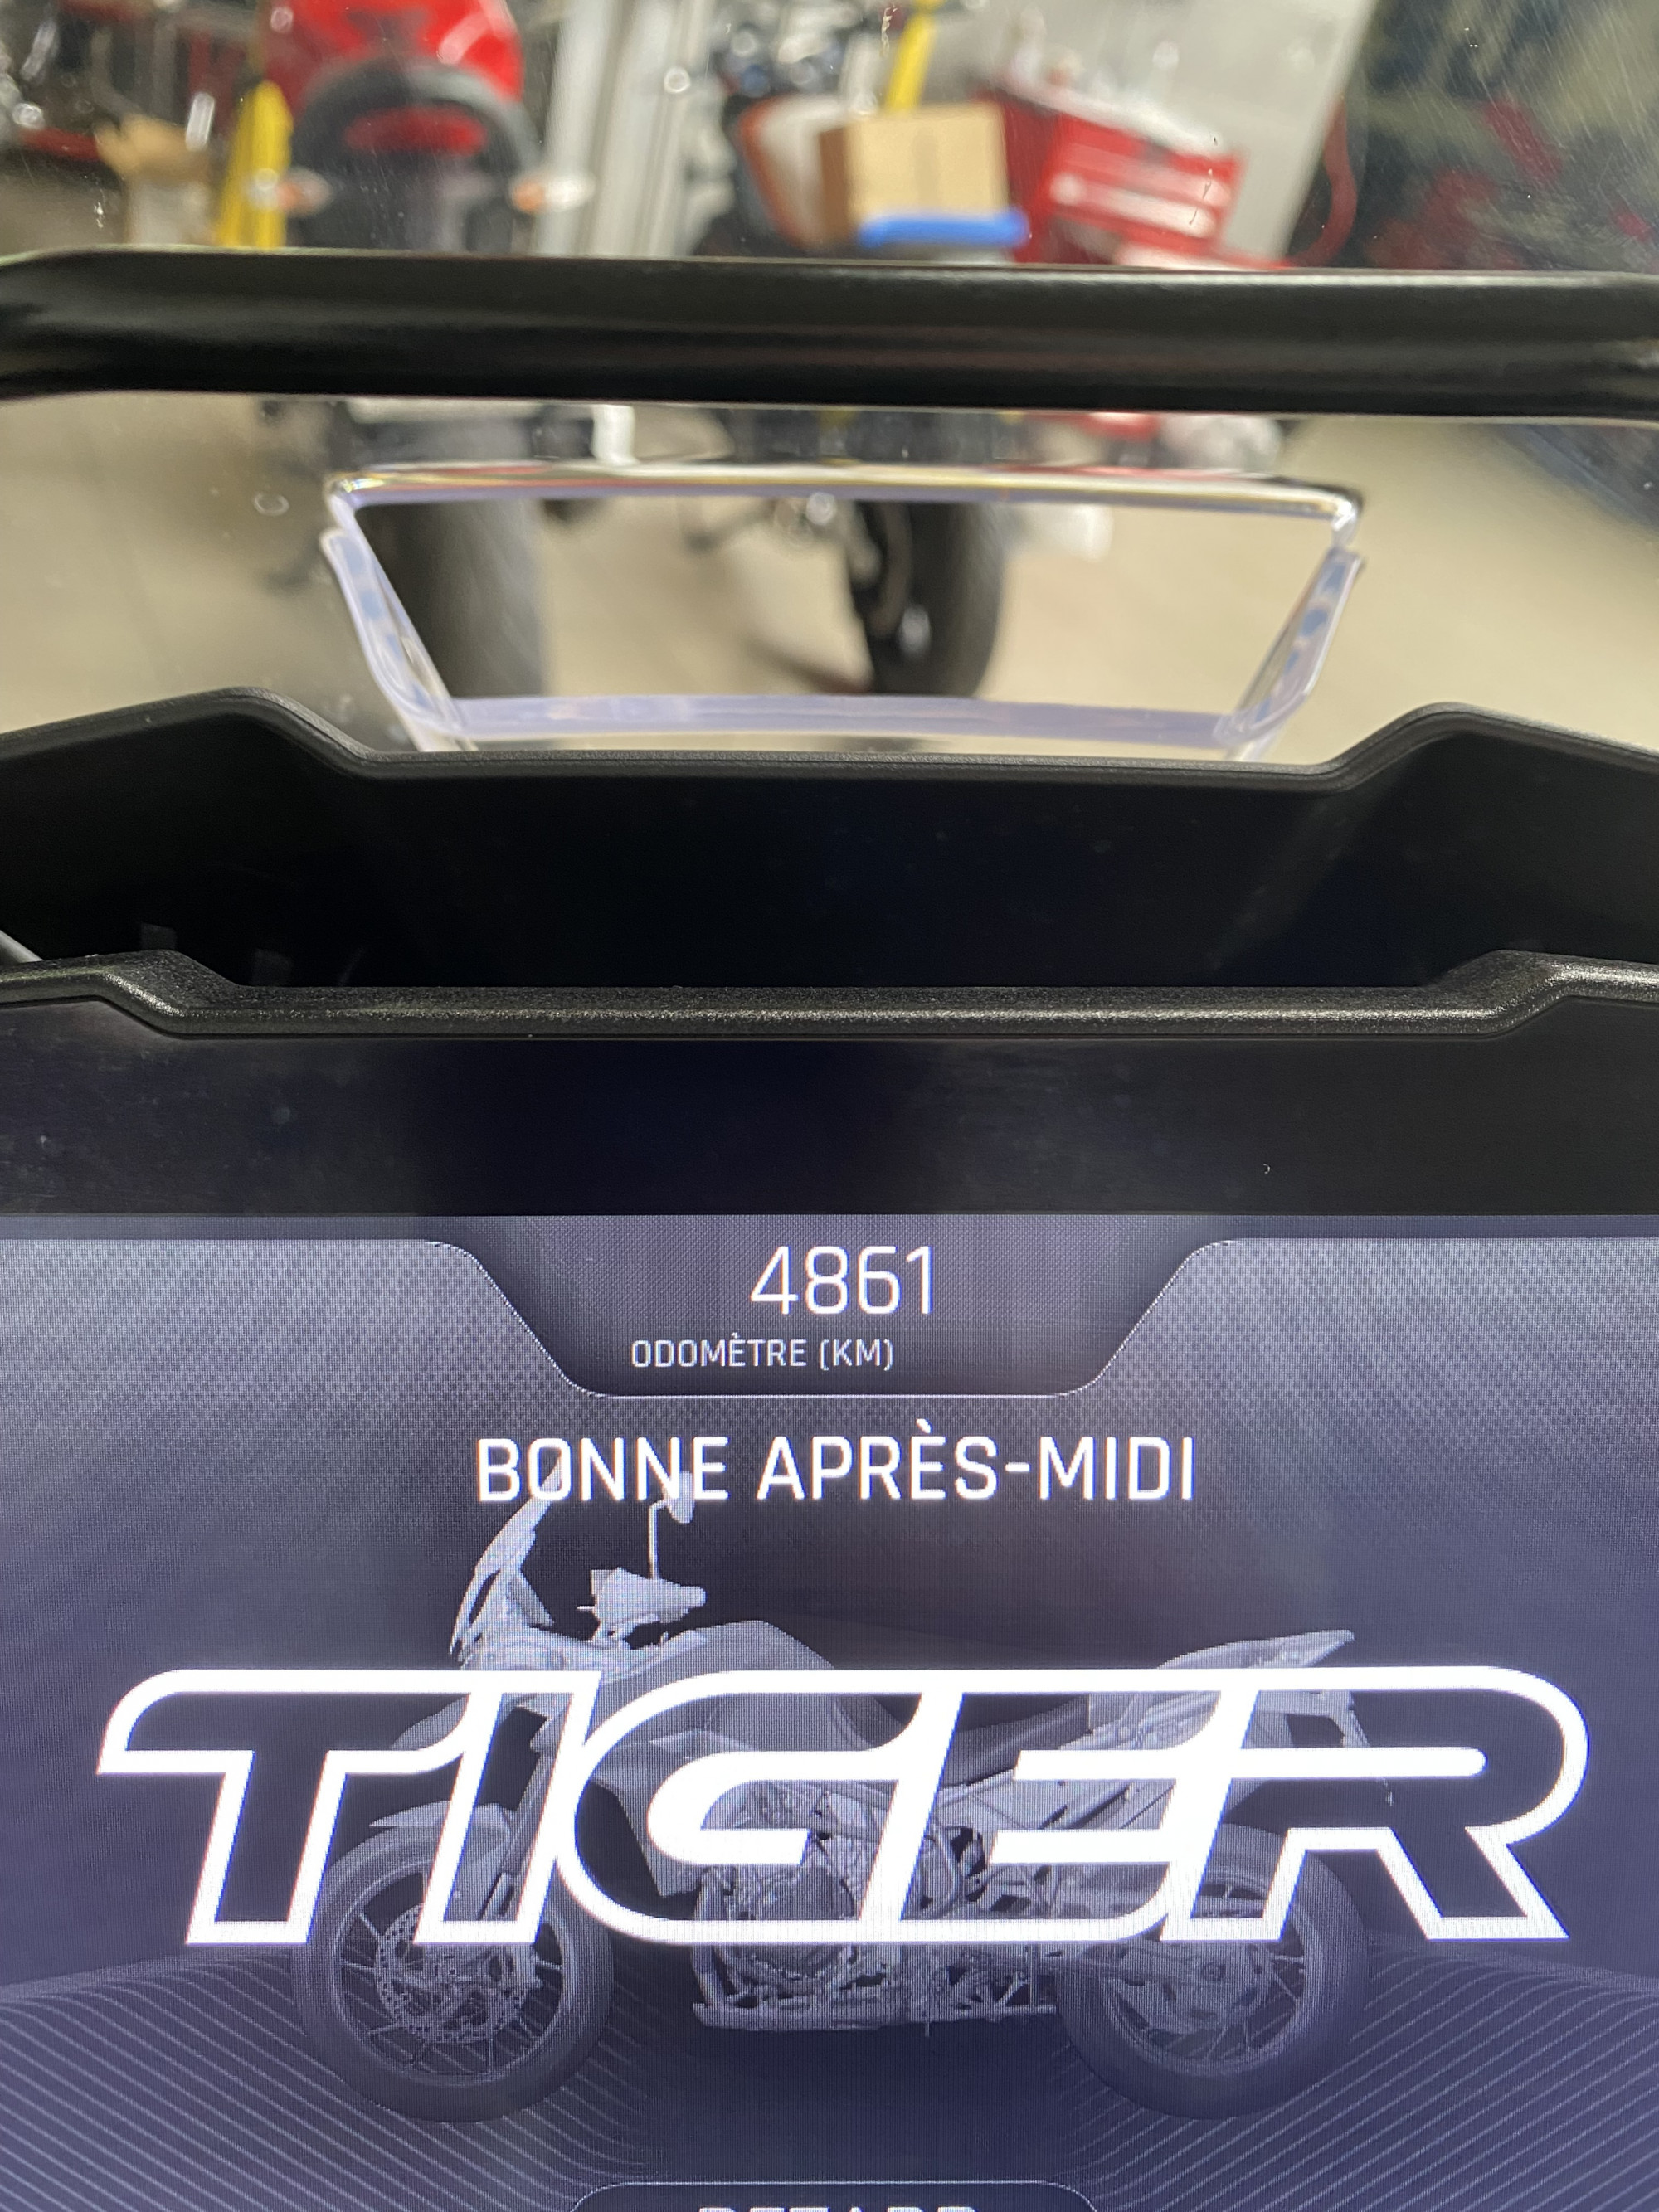 4861
ODOMÈTRE (KM)
BONNE APRÈS-MIDI
TIGER